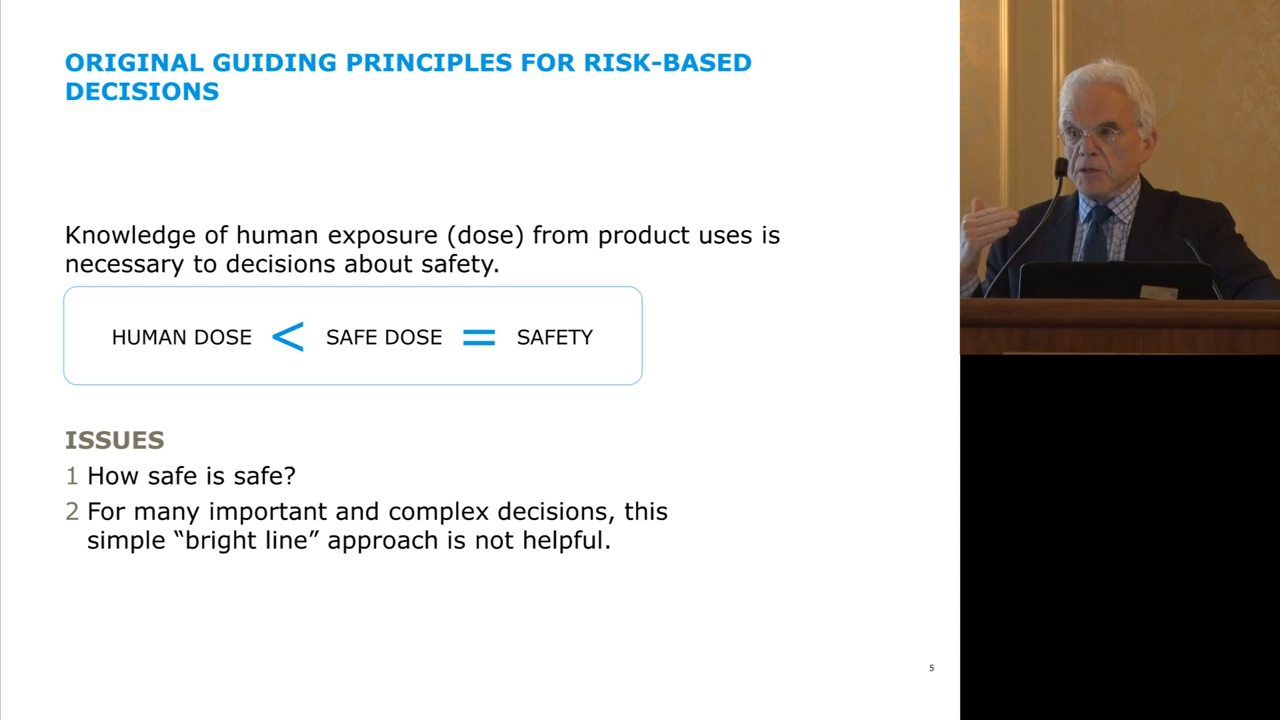 ORIGINAL GUIDING PRINCIPLES FOR RISK-BASED
DECISIONS
Knowledge of human exposure (dose) from product uses is
necessary to decisions about safety.
HUMAN DOSE < SAFE DOSE = SAFETY
ISSUES
1 How safe is safe?
2 For many important and complex decisions, this
simple “bright line” approach is not helpful.
5